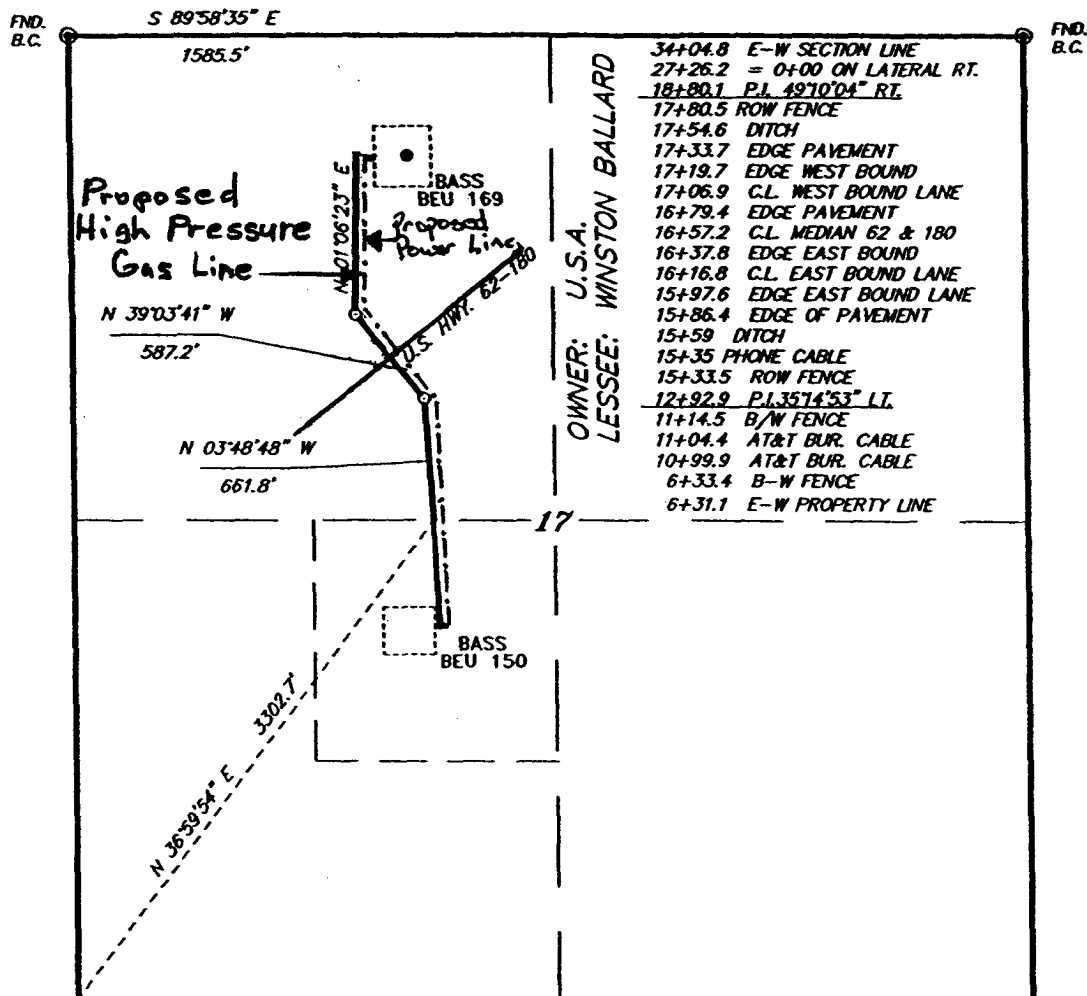 FND.
B.C.
S 89°58'35" E
1585.5'
FND.
B.C.
34+04.8 E-W SECTION LINE
27+26.2 = 0+00 ON LATERAL RT.
18+80.1 P.I. 49°10'04" RT.
17+80.5 ROW FENCE
17+54.6 DITCH
17+33.7 EDGE PAVEMENT
17+19.7 EDGE WEST BOUND
17+06.9 C.L. WEST BOUND LANE
16+79.4 EDGE PAVEMENT
16+57.2 C.L. MEDIAN 62 & 180
16+37.8 EDGE EAST BOUND
16+16.8 C.L. EAST BOUND LANE
15+97.6 EDGE EAST BOUND LANE
15+86.4 EDGE OF PAVEMENT
15+59 DITCH
15+35 PHONE CABLE
15+33.5 ROW FENCE
12+92.9 P.I. 35°14'53" LT.
11+14.5 B/W FENCE
11+04.4 AT&T BUR. CABLE
10+99.9 AT&T BUR. CABLE
6+33.4 B-W FENCE
6+31.1 E-W PROPERTY LINE
OWNER: U.S.A.
LESSEE: WINSTON BALLARD
BASS
BEU 169
Proposed
High Pressure
Gas Line
N 01°06'23" E
Proposed
Power Line
U.S. HWY. 62-180
N 39°03'41" W
587.2'
N 03°48'48" W
661.8'
17
BASS
BEU 150
N 36°59'54" E 3302.7'